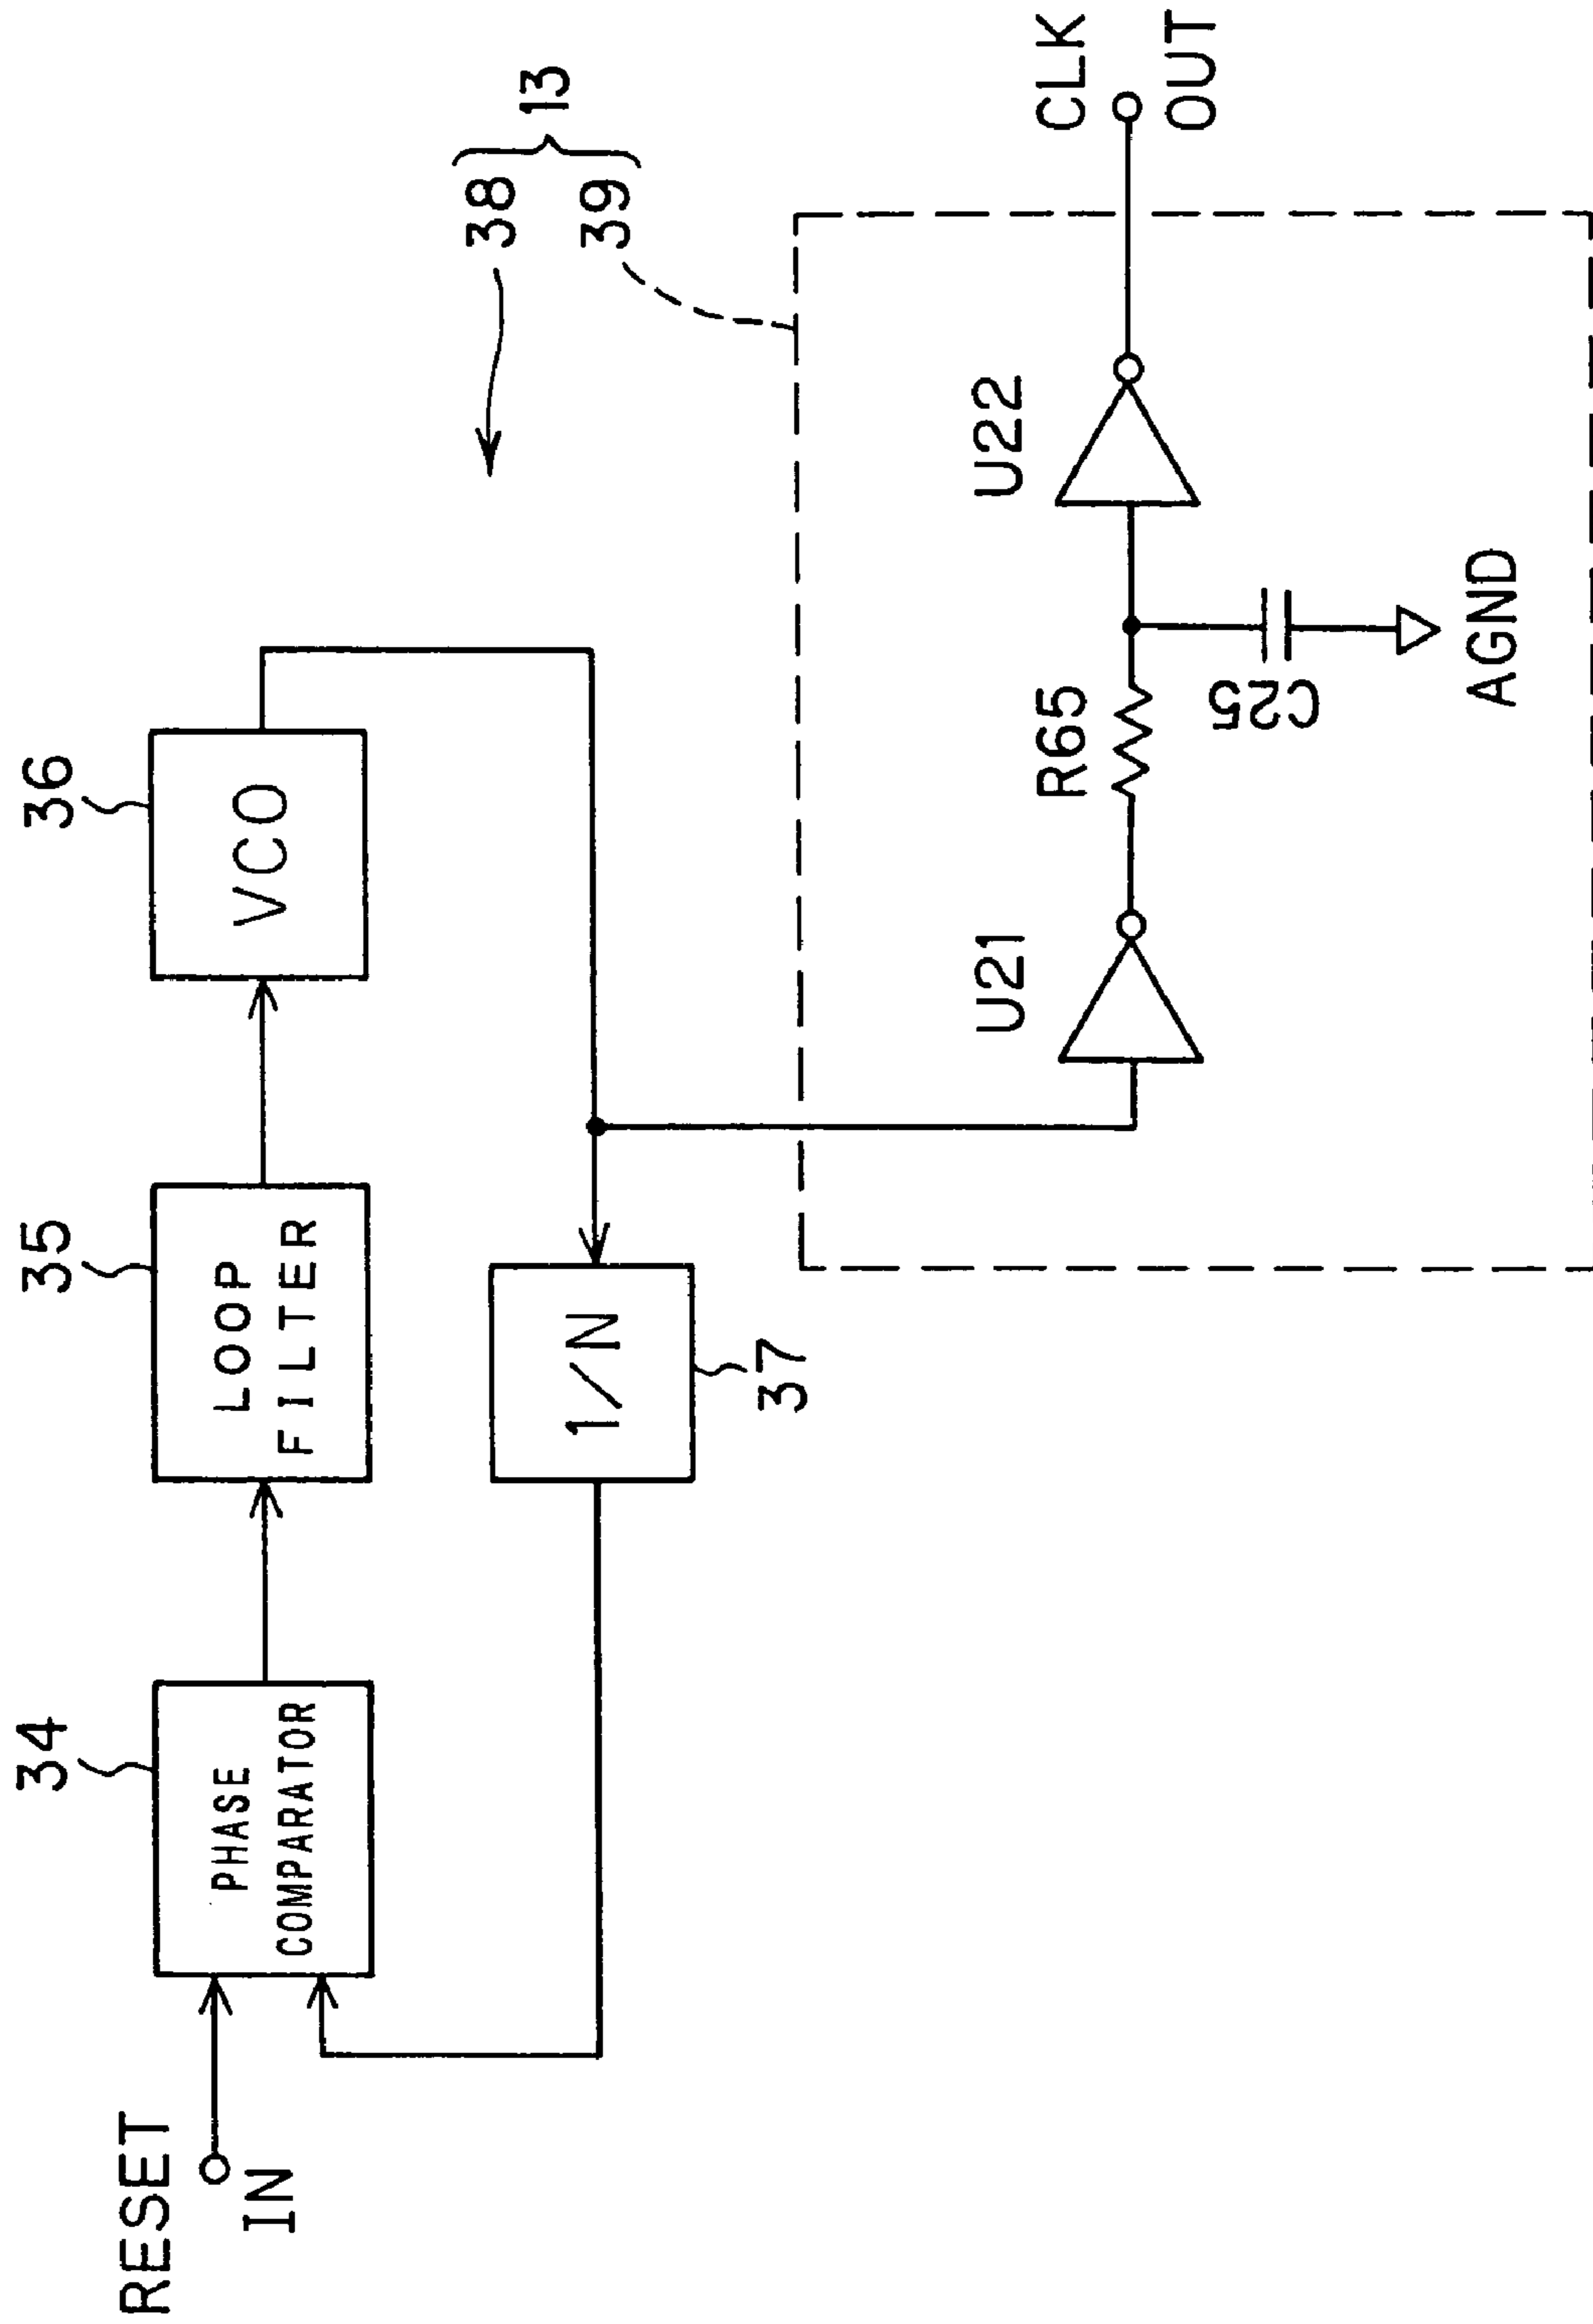 34
35
36
RESET
IN
PHASE
COMPARATOR
LOOP
FILTER
VCO
38
39
13
1/N
37
U21
R65
U22
CLK
OUT
C25
AGND